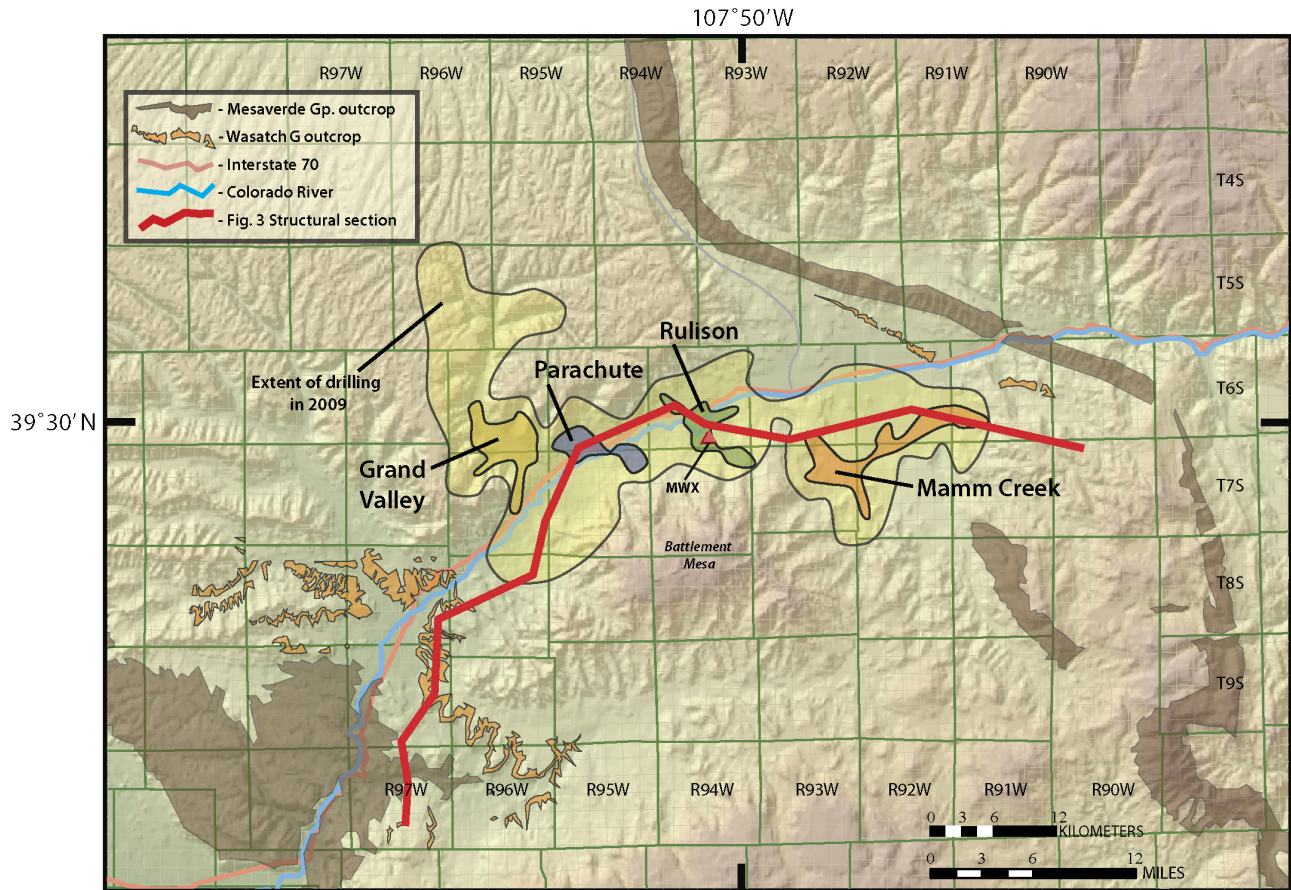 107°50'W
R97W R96W R95W R94W R93W R92W R91W R90W
- Mesaverde Gp. outcrop
- Wasatch G outcrop
- Interstate 70
- Colorado River
- Fig. 3 Structural section
T4S
T5S
Rulison
Parachute
Extent of drilling
in 2009
T6S
39°30' N
Grand
Valley
MWX
Mamm Creek
T7S
Battlement
Mesa
T8S
T9S
R97W R96W R95W R94W R93W R92W R91W R90W
0 3 6 12
KILOMETERS
0 3 6 12
MILES